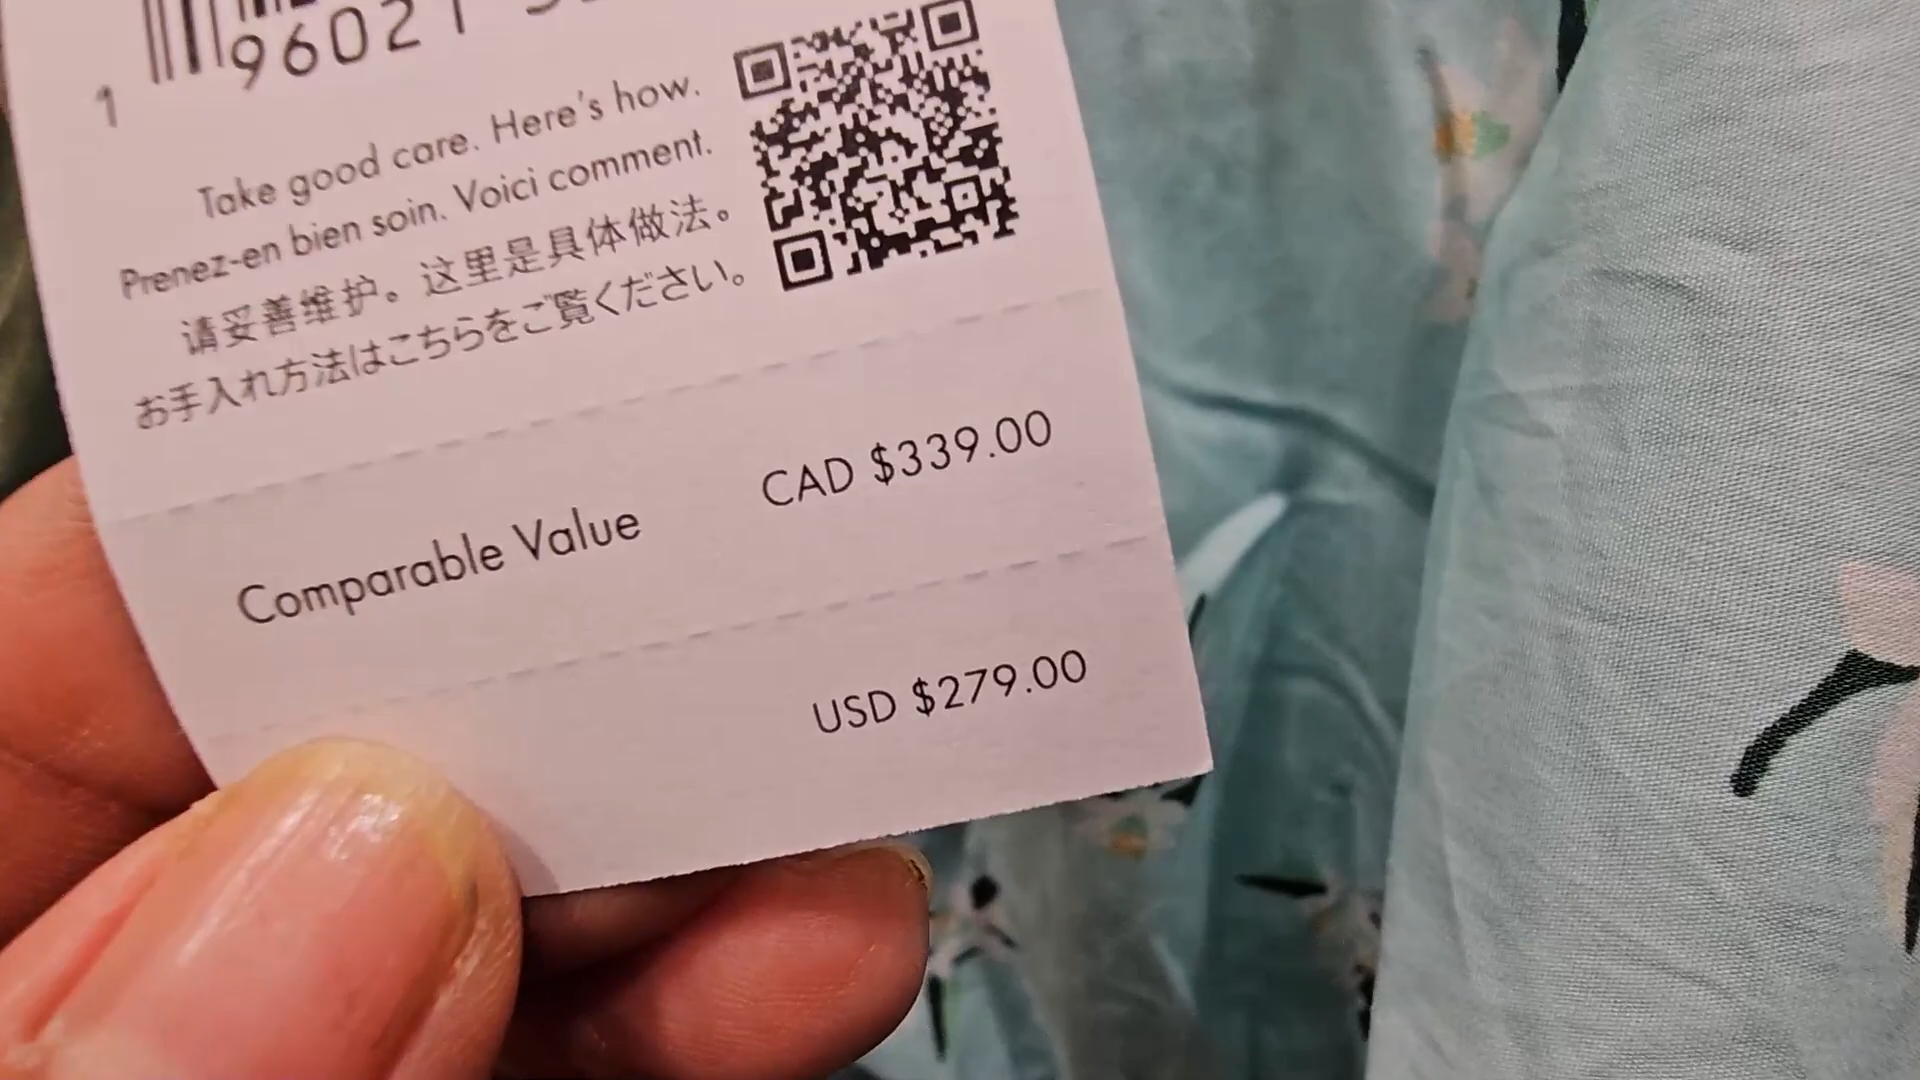 1 96021
Take good care. Here's how.
Prenez-en bien soin. Voici comment.
请妥善维护。这里是具体做法。
お手入れ方法はこちらをご覧ください。
CAD $339.00
Comparable Value
USD $279.00